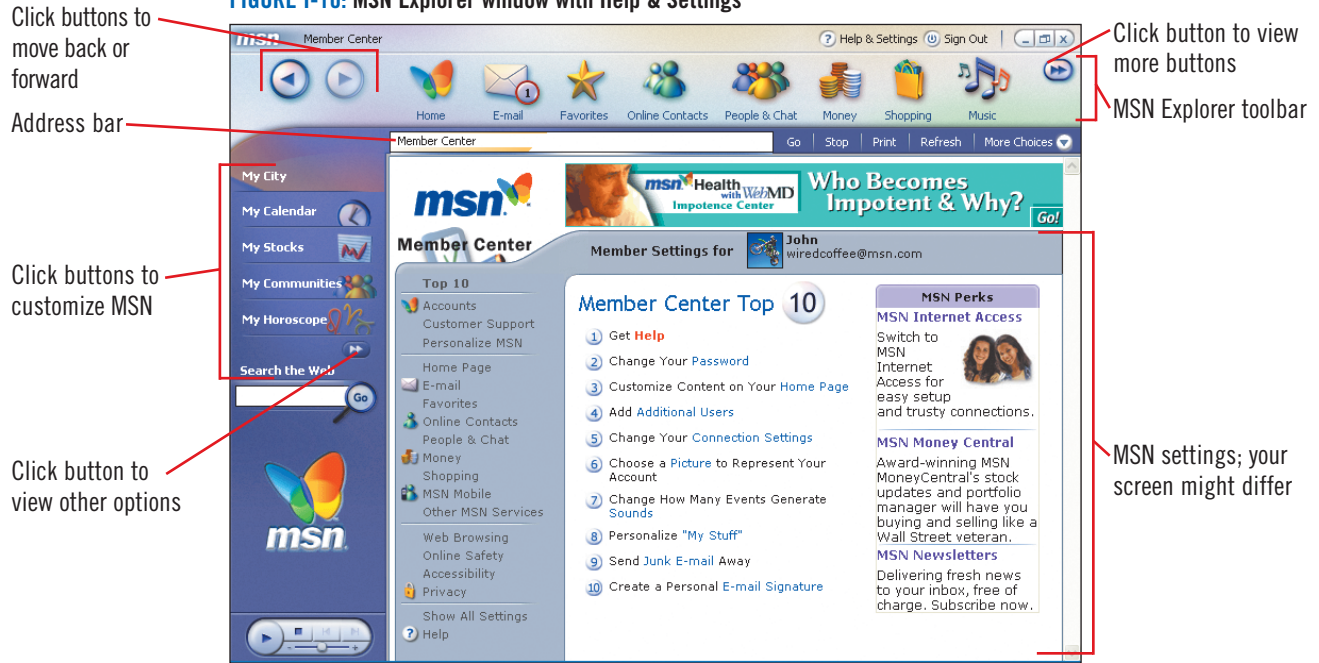 FIGURE 1-16: MSN Explorer window with Help & Settings
Click buttons to
move back or
forward
Address bar
Click buttons to
customize MSN
Click button to
view other options
Click button to view
more buttons
MSN Explorer toolbar
MSN settings; your
screen might differ
msn Member Center
? Help & Settings Sign Out
Home E-mail Favorites Online Contacts People & Chat Money Shopping Music
1
Member Center
Go Stop Print Refresh More Choices
My City
My Calendar
My Stocks
My Communities
My Horoscope
Search the Web
Go
msn
msn
Member Center
msn Health
with WebMD
Impotence Center
Who Becomes
Impotent & Why?
Go!
Member Settings for
John
wiredcoffee@msn.com
Top 10
Accounts
Customer Support
Personalize MSN
Home Page
E-mail
Favorites
Online Contacts
People & Chat
Money
Shopping
MSN Mobile
Other MSN Services
Web Browsing
Online Safety
Accessibility
Privacy
Show All Settings
? Help
Member Center Top 10
1 Get Help
2 Change Your Password
3 Customize Content on Your Home Page
4 Add Additional Users
5 Change Your Connection Settings
6 Choose a Picture to Represent Your
Account
7 Change How Many Events Generate
Sounds
8 Personalize "My Stuff"
9 Send Junk E-mail Away
10 Create a Personal E-mail Signature
MSN Perks
MSN Internet Access
Switch to
MSN
Internet
Access for
easy setup
and trusty connections.
MSN Money Central
Award-winning MSN
MoneyCentral's stock
updates and portfolio
manager will have you
buying and selling like a
Wall Street veteran.
MSN Newsletters
Delivering fresh news
to your inbox, free of
charge. Subscribe now.